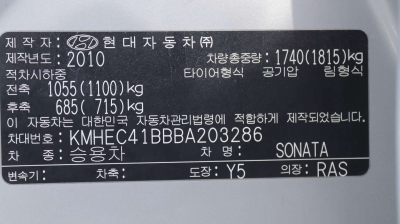 제 작 자 : 현대자동차㈜
제작년도 : 2010 차량총중량 : 1740(1815)kg
적차시하중 타이어형식 공기압 림형식
전축 1055(1100)kg
후축 685( 715)kg
이 자동차는 대한민국 자동차관리법령에 적합하게 제작되었습니다.
차대번호 : KMHEC41BBBA203286
차 종 : 승용차 차 명 : SONATA
변속기 : 차축 : 도장 : Y5 의장 : RAS